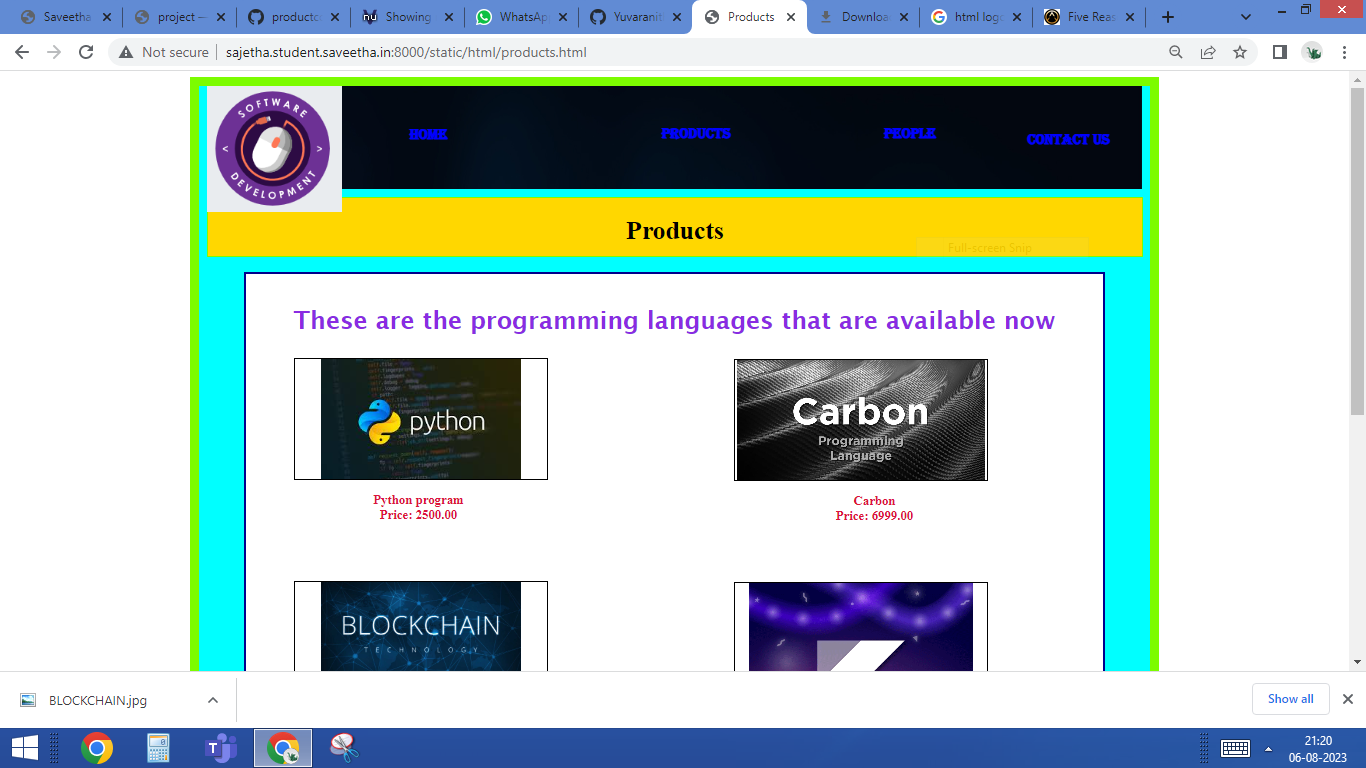 Saveetha
project —
productc
Showing
WhatsAp
Yuvaranit
Products
Downloa
html logo
Five Reas
Not secure
sajetha.student.saveetha.in:8000/static/html/products.html
SOFTWARE
DEVELOPMENT
HOME
PRODUCTS
PEOPLE
CONTACT US
Products
Full-screen Snip
These are the programming languages that are available now
python
Carbon
Programming
Language
Python program
Price: 2500.00
Carbon
Price: 6999.00
BLOCKCHAIN
TECHNOLOGY
BLOCKCHAIN.jpg
Show all
21:20
06-08-2023